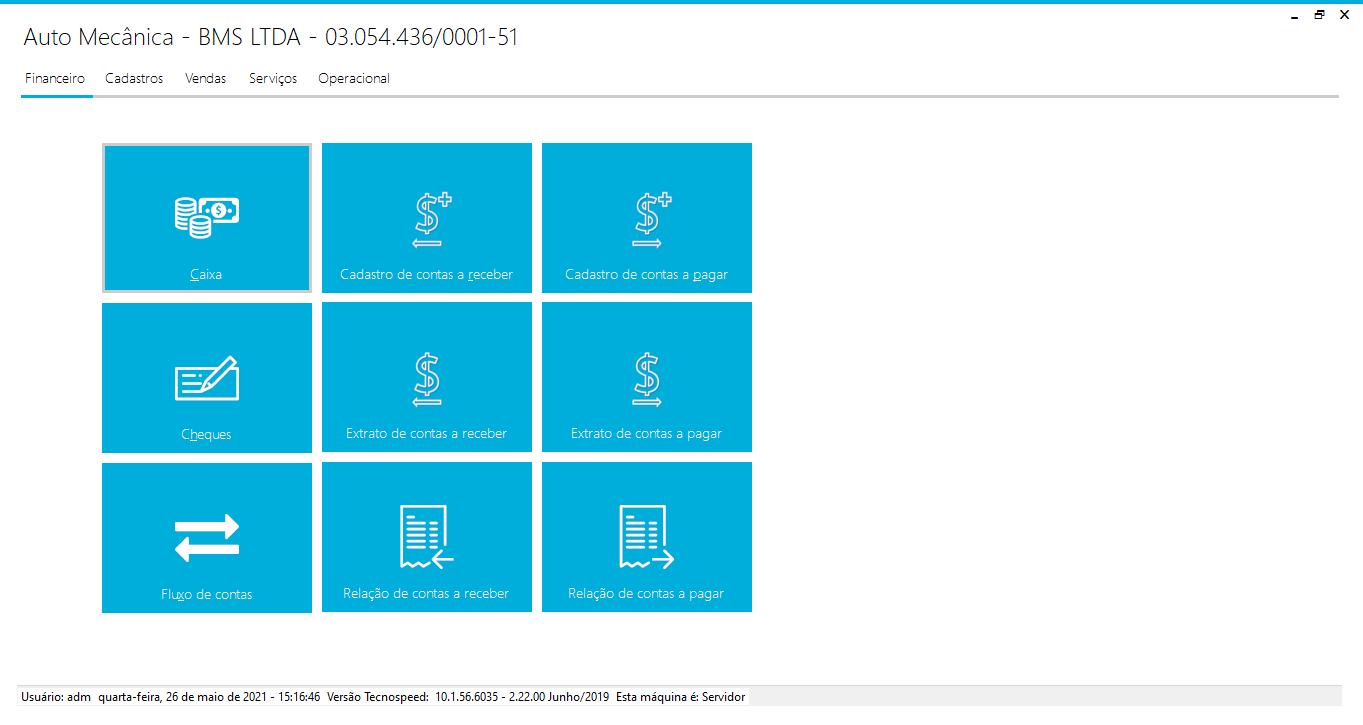 Auto Mecânica - BMS LTDA - 03.054.436/0001-51
Financeiro Cadastros Vendas Serviços Operacional
Caixa Cadastro de contas a receber Cadastro de contas a pagar
Cheques Extrato de contas a receber Extrato de contas a pagar
Fluxo de contas Relação de contas a receber Relação de contas a pagar
Usuário: adm quarta-feira, 26 de maio de 2021 - 15:16:46 Versão Tecnospeed: 10.1.56.6035 - 2.22.00 Junho/2019 Esta máquina é: Servidor